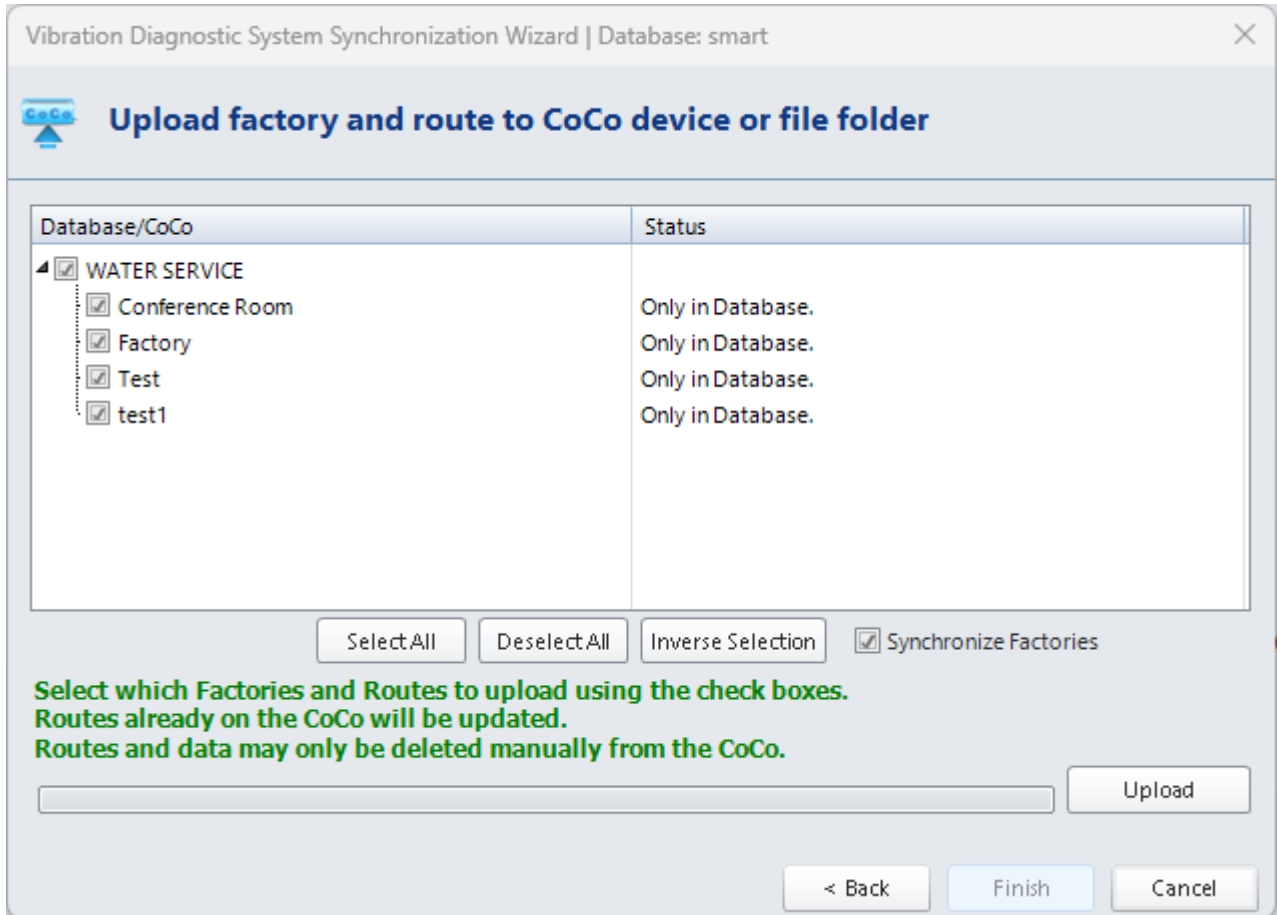 Vibration Diagnostic System Synchronization Wizard | Database: smart
CoCo
Upload factory and route to CoCo device or file folder
Database/CoCo Status
WATER SERVICE
Conference Room Only in Database.
Factory Only in Database.
Test Only in Database.
test1 Only in Database.
Select All Deselect All Inverse Selection Synchronize Factories
Select which Factories and Routes to upload using the check boxes.
Routes already on the CoCo will be updated.
Routes and data may only be deleted manually from the CoCo.
Upload
< Back Finish Cancel